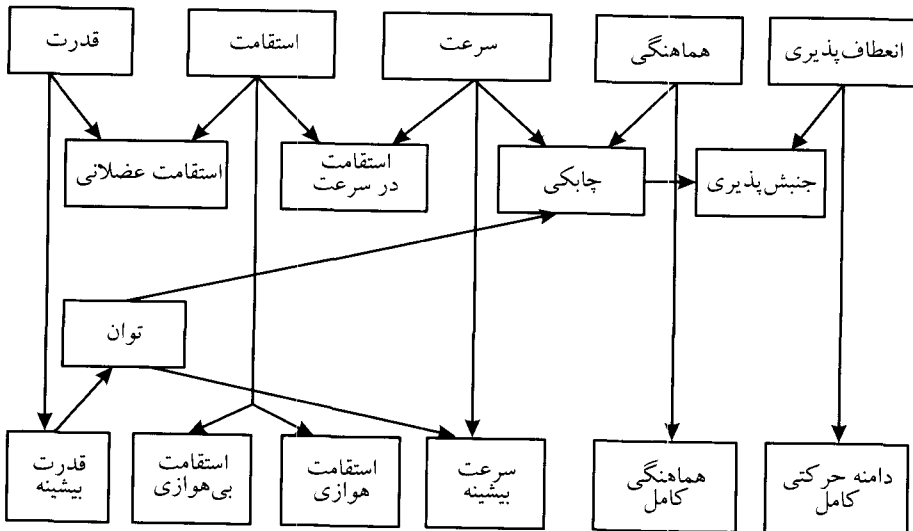 انعطاف‌پذیری
هماهنگی
سرعت
استقامت
قدرت
جنبش‌پذیری
چابکی
استقامت
در سرعت
استقامت عضلانی
توان
دامنه حرکتی
کامل
هماهنگی
کامل
سرعت
بیشینه
استقامت
هوازی
استقامت
بی‌هوازی
قدرت
بیشینه